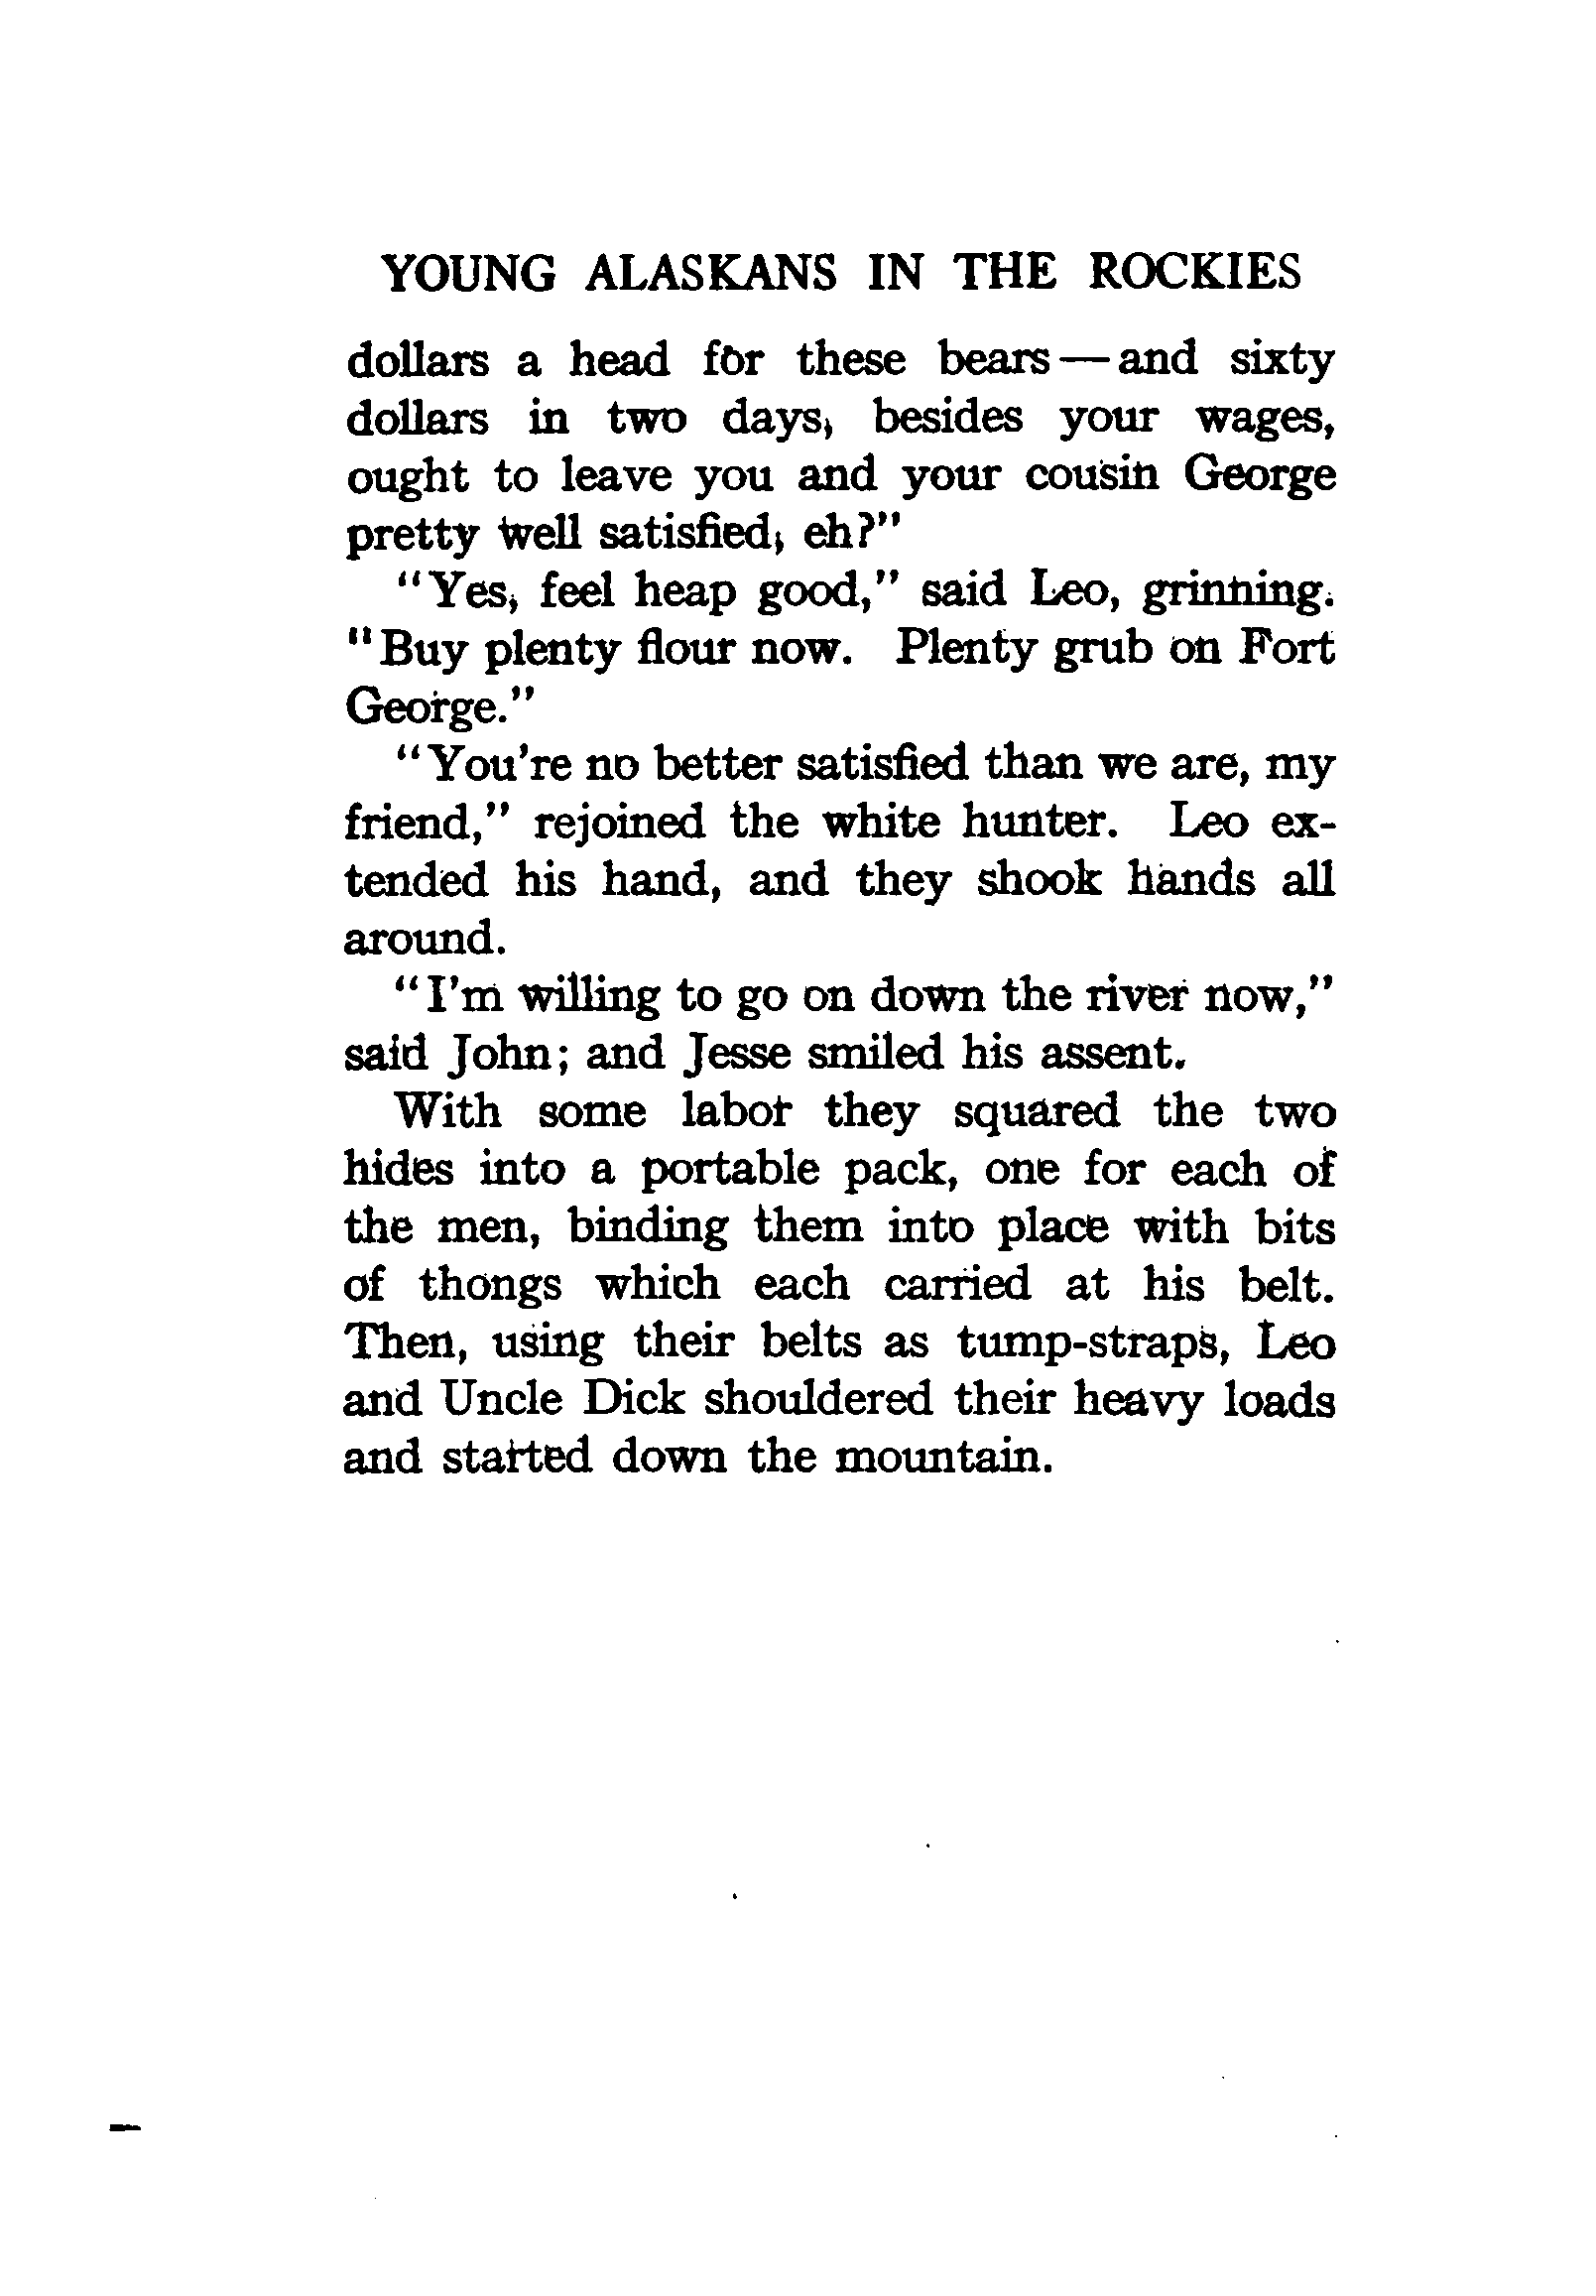 YOUNG ALASKANS IN THE ROCKIES
dollars a head for these bears—and sixty
dollars in two days, besides your wages,
ought to leave you and your cousin George
pretty well satisfied, eh?"
"Yes, feel heap good," said Leo, grinning.
"Buy plenty flour now. Plenty grub on Fort
George."
"You're no better satisfied than we are, my
friend," rejoined the white hunter. Leo ex-
tended his hand, and they shook hands all
around.
"I'm willing to go on down the river now,"
said John; and Jesse smiled his assent.
With some labor they squared the two
hides into a portable pack, one for each of
the men, binding them into place with bits
of thongs which each carried at his belt.
Then, using their belts as tump-straps, Leo
and Uncle Dick shouldered their heavy loads
and started down the mountain.